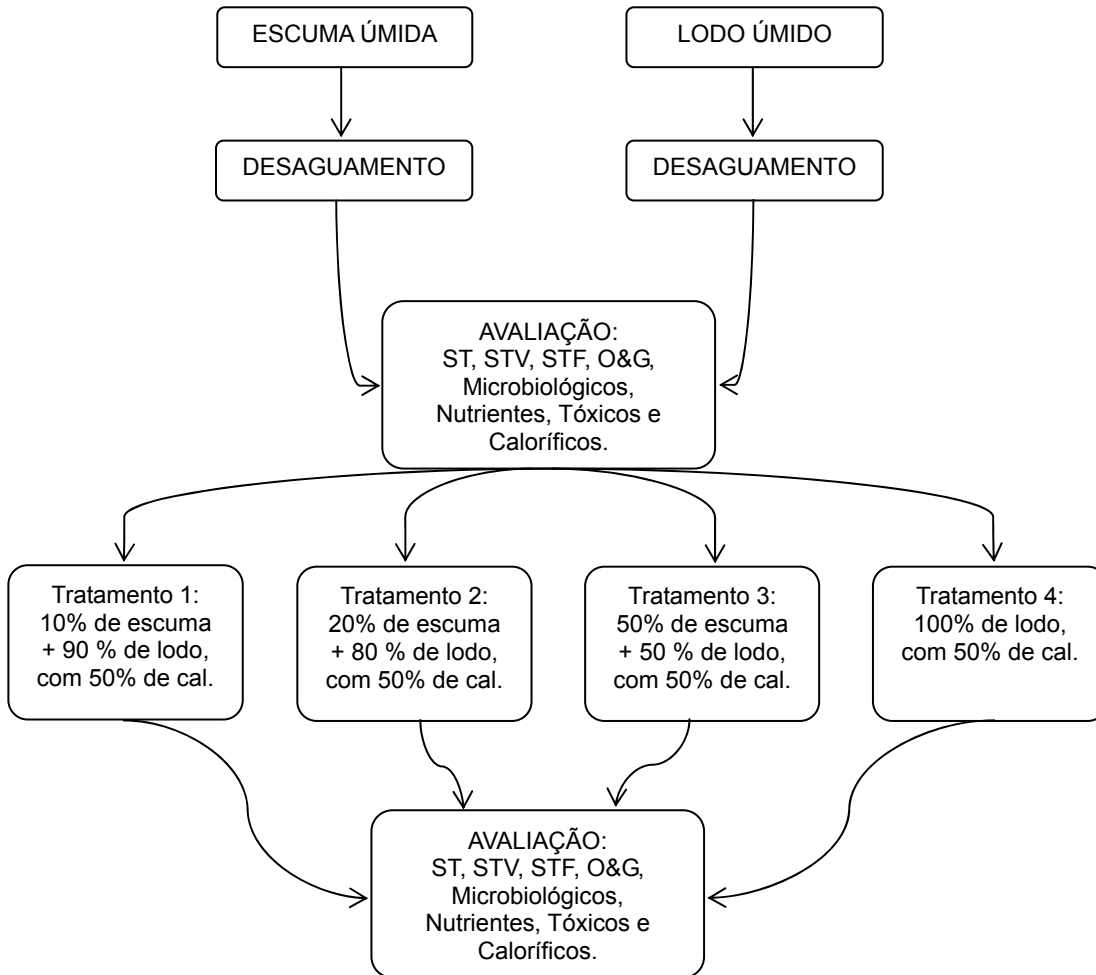 ESCUMA ÚMIDA
LODO ÚMIDO
DESAGUAMENTO
DESAGUAMENTO
AVALIAÇÃO:
ST, STV, STF, O&G,
Microbiológicos,
Nutrientes, Tóxicos e
Caloríficos.
Tratamento 1:
10% de escuma
+ 90 % de lodo,
com 50% de cal.
Tratamento 2:
20% de escuma
+ 80 % de lodo,
com 50% de cal.
Tratamento 3:
50% de escuma
+ 50 % de lodo,
com 50% de cal.
Tratamento 4:
100% de lodo,
com 50% de cal.
AVALIAÇÃO:
ST, STV, STF, O&G,
Microbiológicos,
Nutrientes, Tóxicos e
Caloríficos.